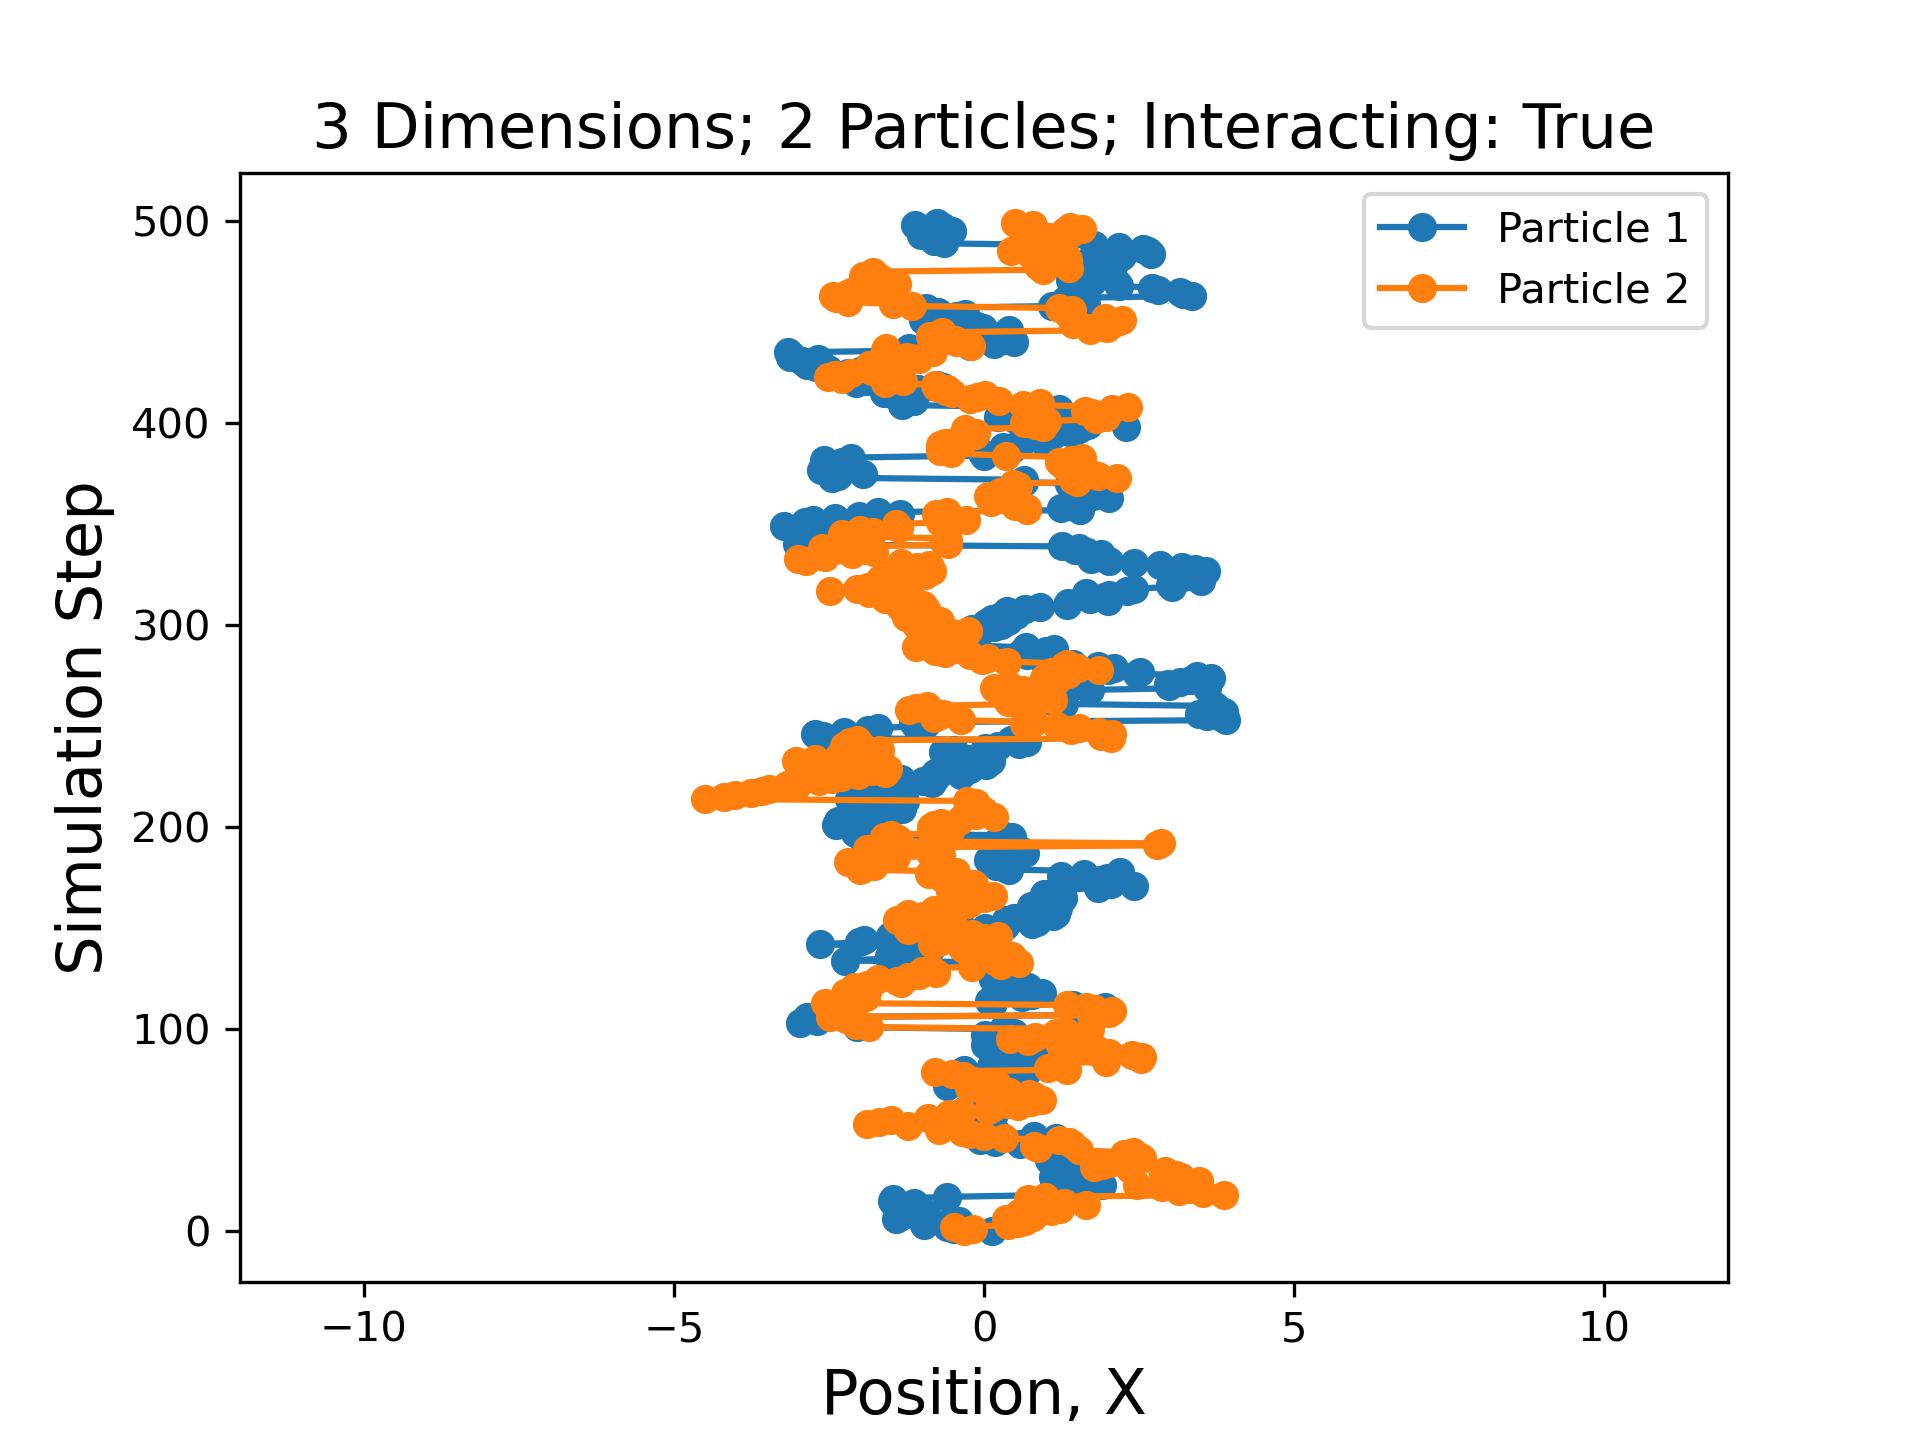 3 Dimensions; 2 Particles; Interacting: True
Particle 1
Particle 2
Simulation Step
500
400
300
200
100
0
−10
−5
0
5
10
Position, X